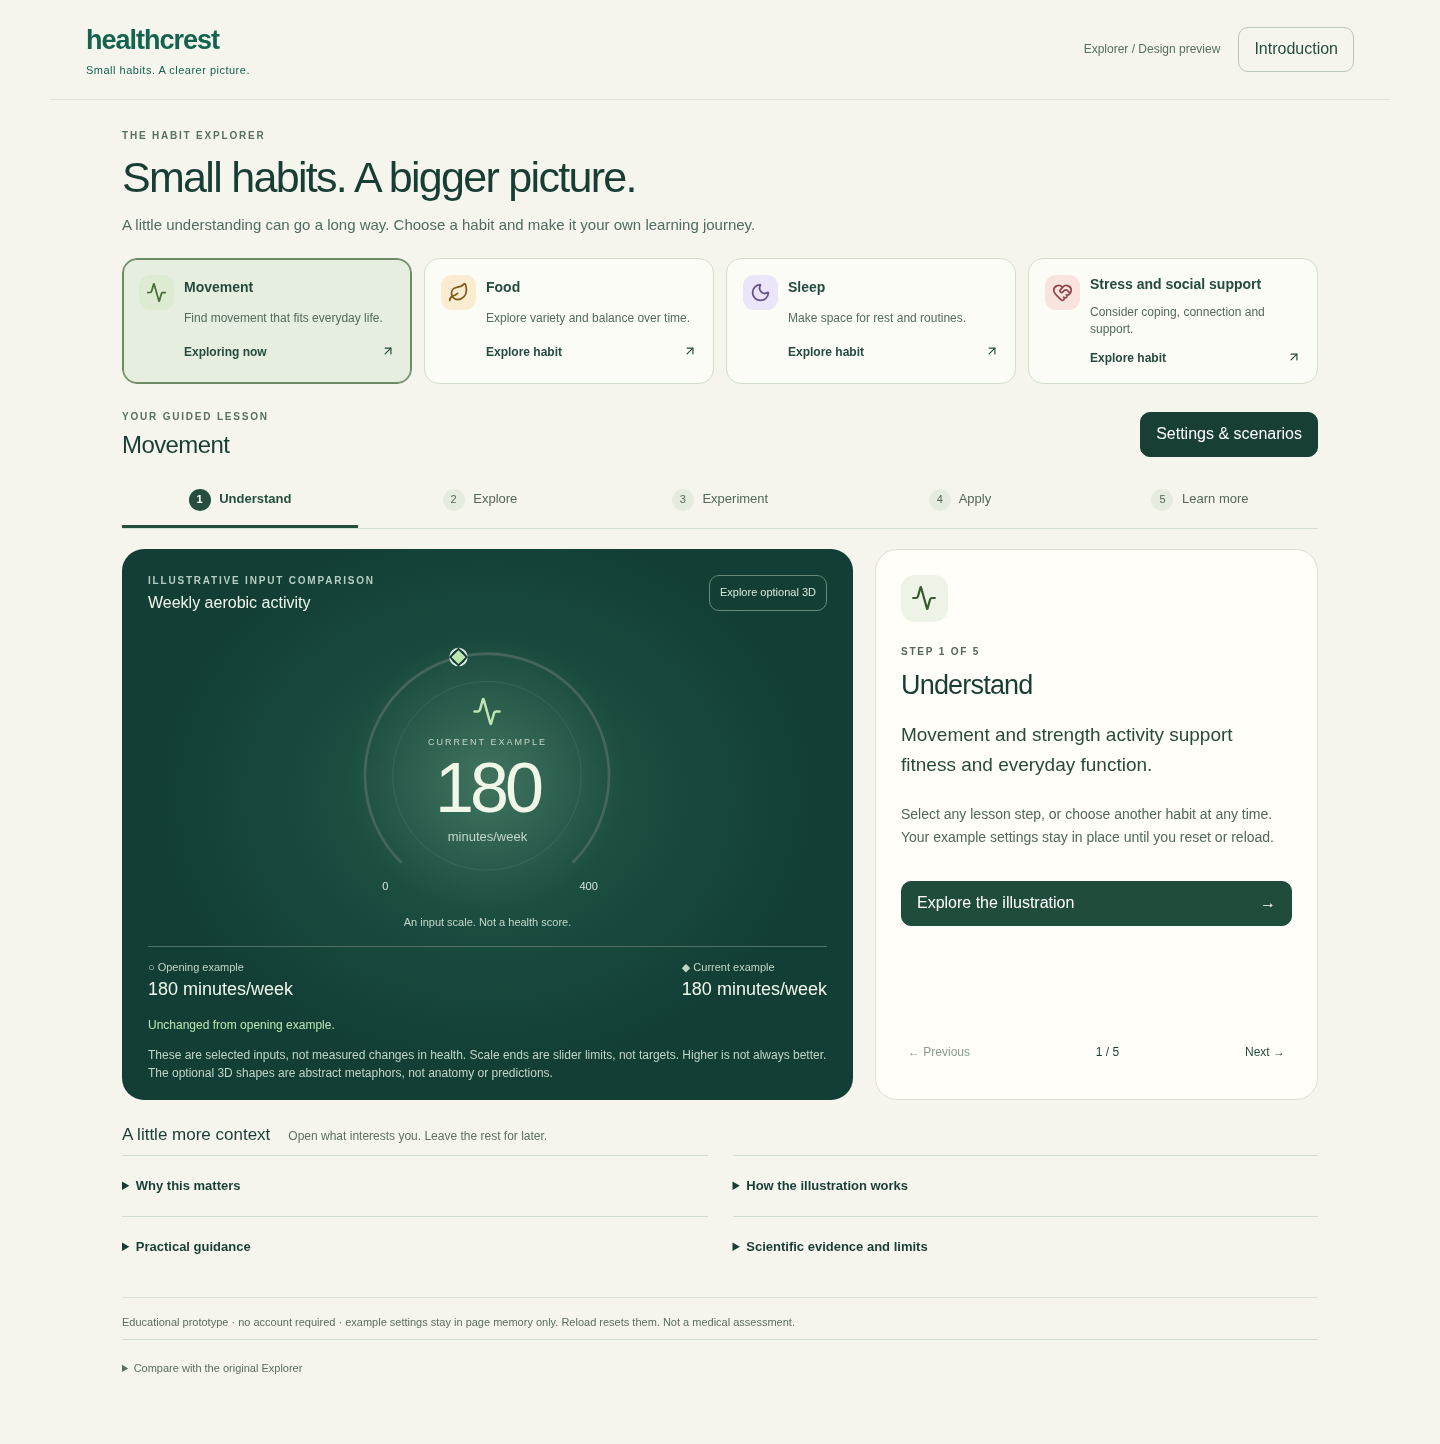 healthcrest
Small habits. A clearer picture.
Explorer / Design preview
Introduction
THE HABIT EXPLORER
Small habits. A bigger picture.
A little understanding can go a long way. Choose a habit and make it your own learning journey.
Movement
Find movement that fits everyday life.
Exploring now
Food
Explore variety and balance over time.
Explore habit
Sleep
Make space for rest and routines.
Explore habit
Stress and social support
Consider coping, connection and
support.
Explore habit
YOUR GUIDED LESSON
Movement
Settings & scenarios
1 Understand
2 Explore
3 Experiment
4 Apply
5 Learn more
ILLUSTRATIVE INPUT COMPARISON
Weekly aerobic activity
Explore optional 3D
CURRENT EXAMPLE
180
minutes/week
0
400
An input scale. Not a health score.
○ Opening example
180 minutes/week
◆ Current example
180 minutes/week
Unchanged from opening example.
These are selected inputs, not measured changes in health. Scale ends are slider limits, not targets. Higher is not always better.
The optional 3D shapes are abstract metaphors, not anatomy or predictions.
STEP 1 OF 5
Understand
Movement and strength activity support
fitness and everyday function.
Select any lesson step, or choose another habit at any time.
Your example settings stay in place until you reset or reload.
Explore the illustration →
← Previous
1 / 5
Next →
A little more context
Open what interests you. Leave the rest for later.
▶ Why this matters
▶ How the illustration works
▶ Practical guidance
▶ Scientific evidence and limits
Educational prototype · no account required · example settings stay in page memory only. Reload resets them. Not a medical assessment.
▶ Compare with the original Explorer